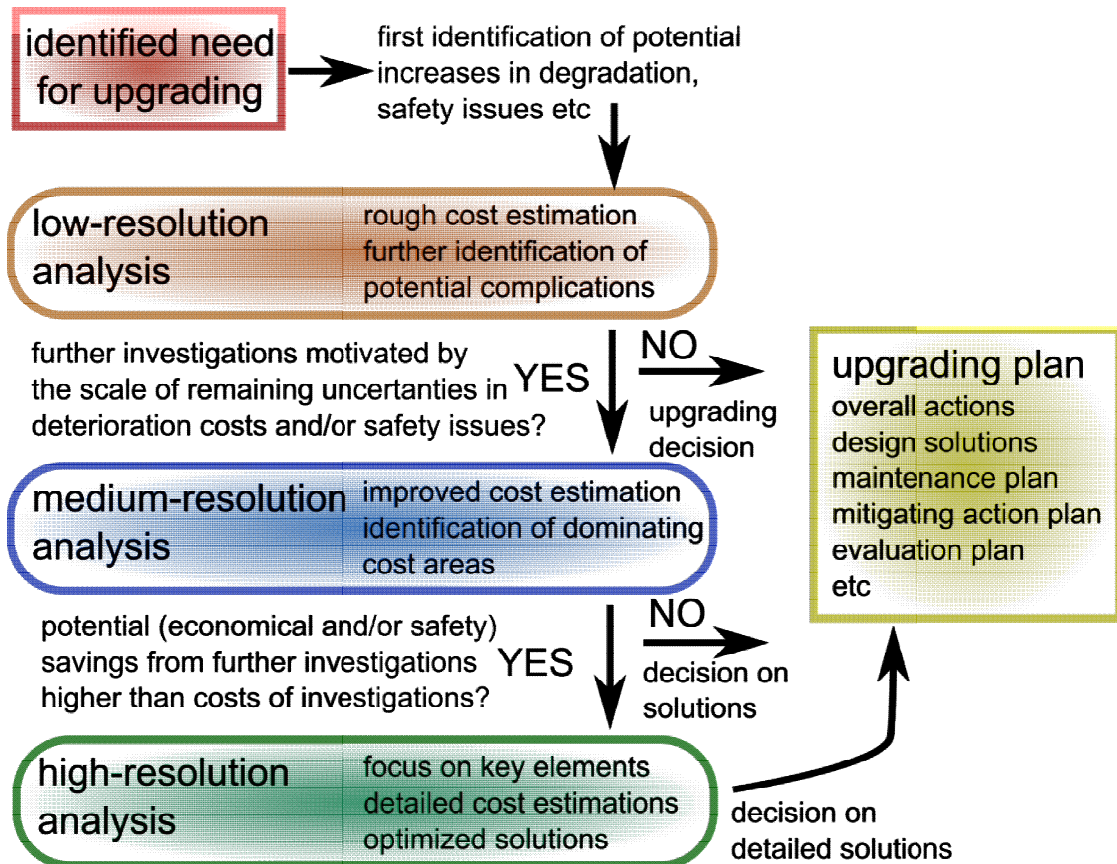 identified need
for upgrading
first identification of potential
increases in degradation,
safety issues etc
low-resolution
analysis
rough cost estimation
further identification of
potential complications
further investigations motivated by
the scale of remaining uncertanties in
deterioration costs and/or safety issues?
YES
NO
upgrading
decision
upgrading plan
overall actions
design solutions
maintenance plan
mitigating action plan
evaluation plan
etc
medium-resolution
analysis
improved cost estimation
identification of dominating
cost areas
potential (economical and/or safety)
savings from further investigations
higher than costs of investigations?
YES
NO
decision on
solutions
high-resolution
analysis
focus on key elements
detailed cost estimations
optimized solutions
decision on
detailed solutions